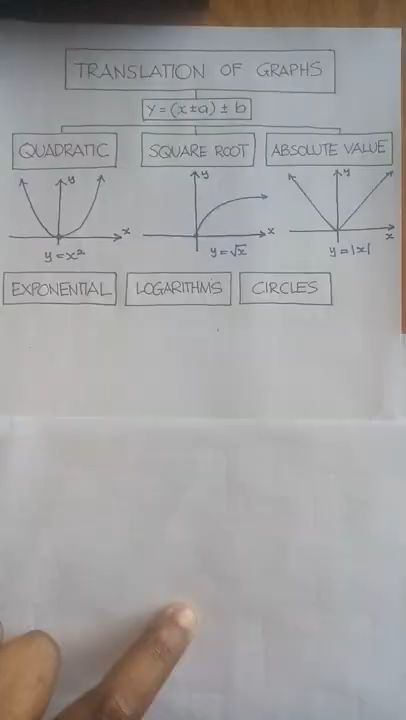 TRANSLATION OF GRAPHS
y = (x ± a) ± b
QUADRATIC SQUARE ROOT ABSOLUTE VALUE
y y y
x x x
y = x² y = √x y = |x|
EXPONENTIAL LOGARITHMS CIRCLES